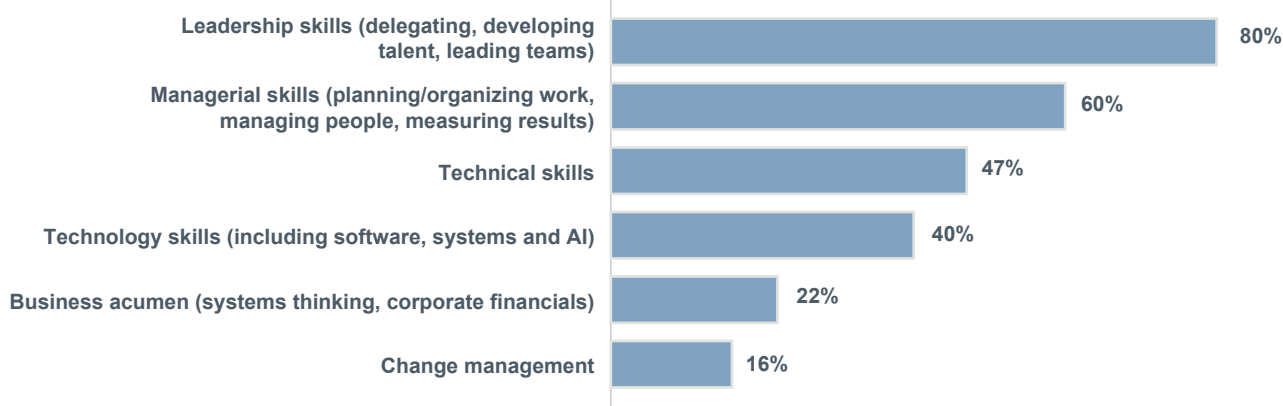 Leadership skills (delegating, developing
talent, leading teams)
80%
Managerial skills (planning/organizing work,
managing people, measuring results)
60%
Technical skills
47%
Technology skills (including software, systems and AI)
40%
Business acumen (systems thinking, corporate financials)
22%
Change management
16%